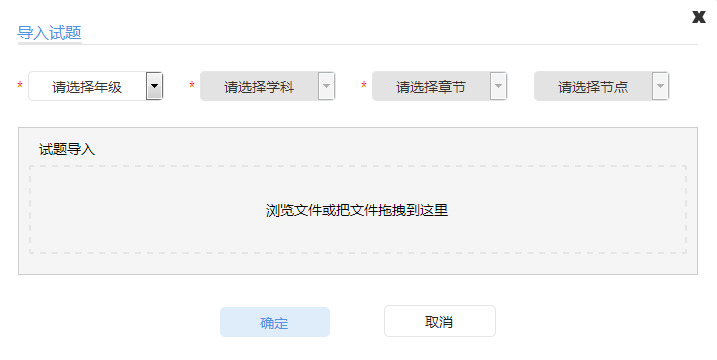 导入试题
X
* 请选择年级 * 请选择学科 * 请选择章节 请选择节点
试题导入
浏览文件或把文件拖拽到这里
确定 取消